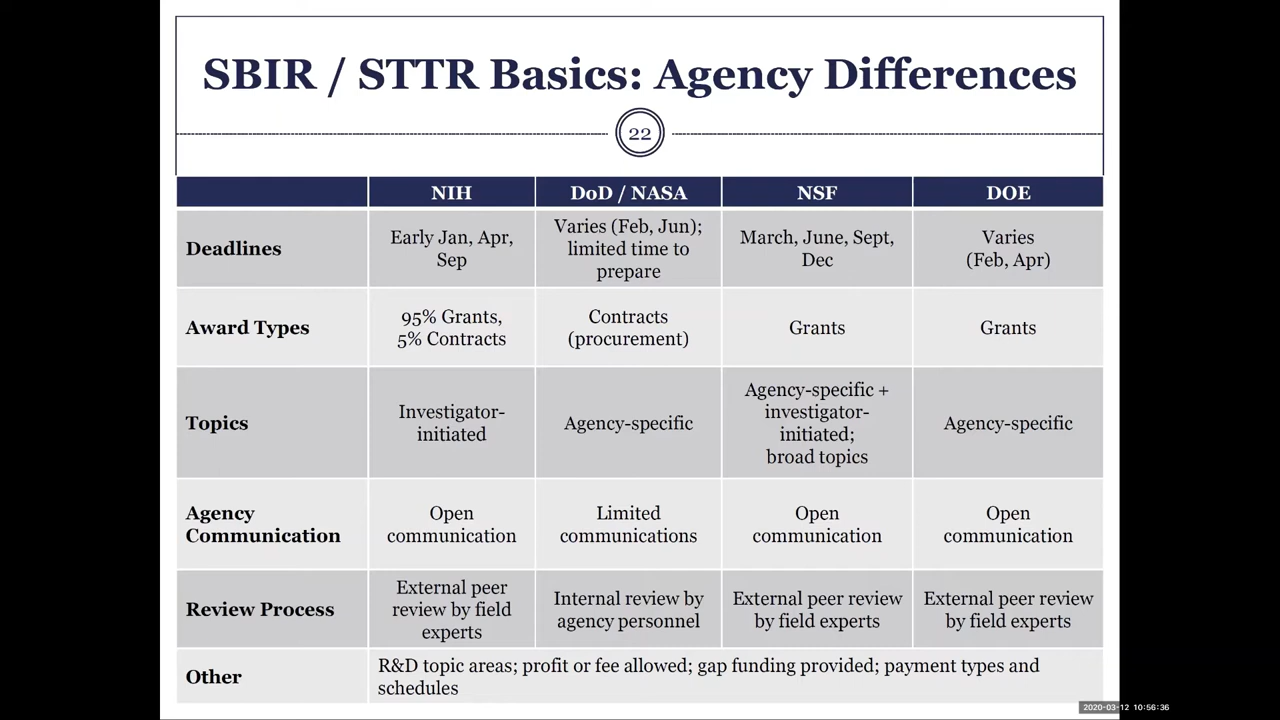 SBIR / STTR Basics: Agency Differences
22
NIH
DoD / NASA
NSF
DOE
Deadlines
Early Jan, Apr,
Sep
Varies (Feb, Jun);
limited time to
prepare
March, June, Sept,
Dec
Varies
(Feb, Apr)
Award Types
95% Grants,
5% Contracts
Contracts
(procurement)
Grants
Grants
Topics
Investigator-
initiated
Agency-specific
Agency-specific +
investigator-
initiated;
broad topics
Agency-specific
Agency
Communication
Open
communication
Limited
communications
Open
communication
Open
communication
Review Process
External peer
review by field
experts
Internal review by
agency personnel
External peer review
by field experts
External peer review
by field experts
Other
R&D topic areas; profit or fee allowed; gap funding provided; payment types and
schedules
2020-03-12 10:56:36